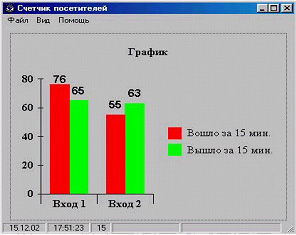 Счетчик посетителей
Файл Вид Помощь
График
80
76
65
60
55
63
40
20
0
Вошло за 15 мин.
Вышло за 15 мин.
Вход 1 Вход 2
15.12.02 17:51:23 15